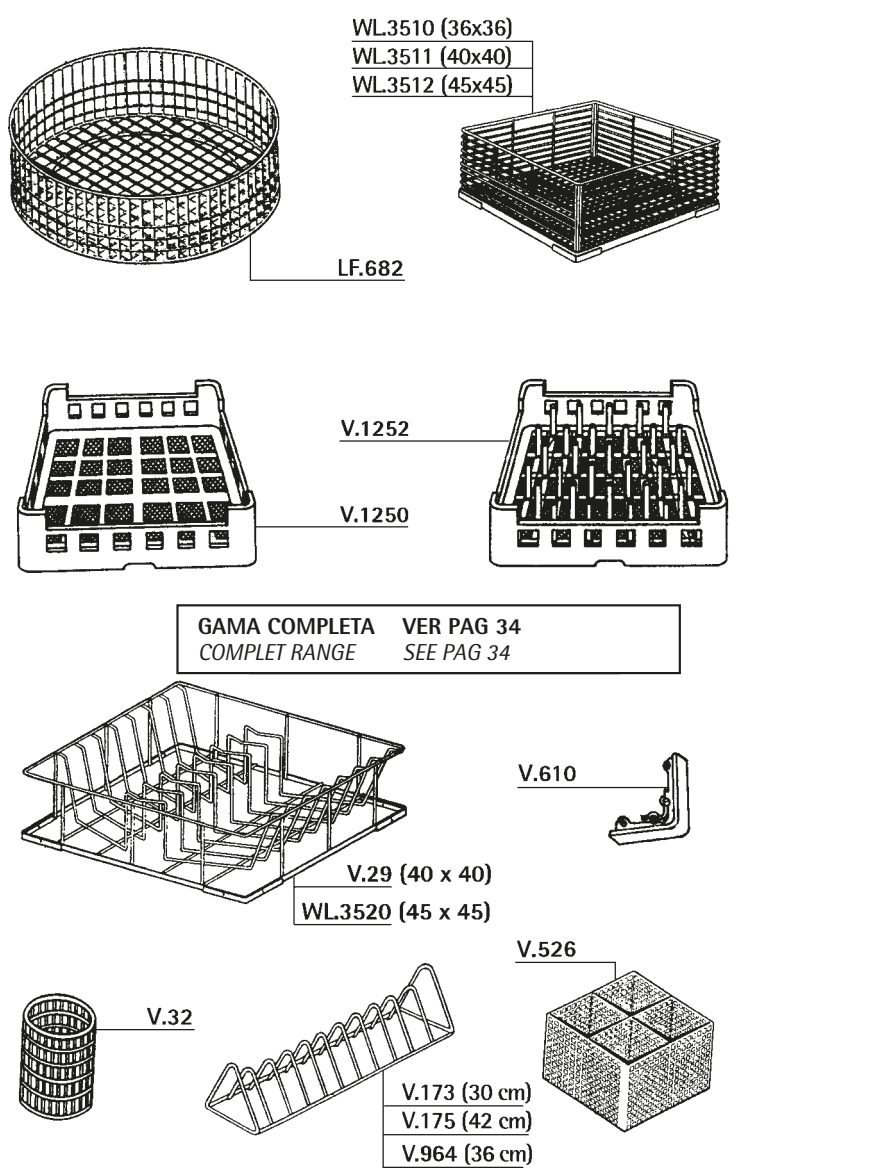 WL.3510 (36x36)
WL.3511 (40x40)
WL.3512 (45x45)
LF.682
V.1252
V.1250
GAMA COMPLETA VER PAG 34
COMPLET RANGE SEE PAG 34
V.610
V.29 (40 x 40)
WL.3520 (45 x 45)
V.526
V.32
V.173 (30 cm)
V.175 (42 cm)
V.964 (36 cm)